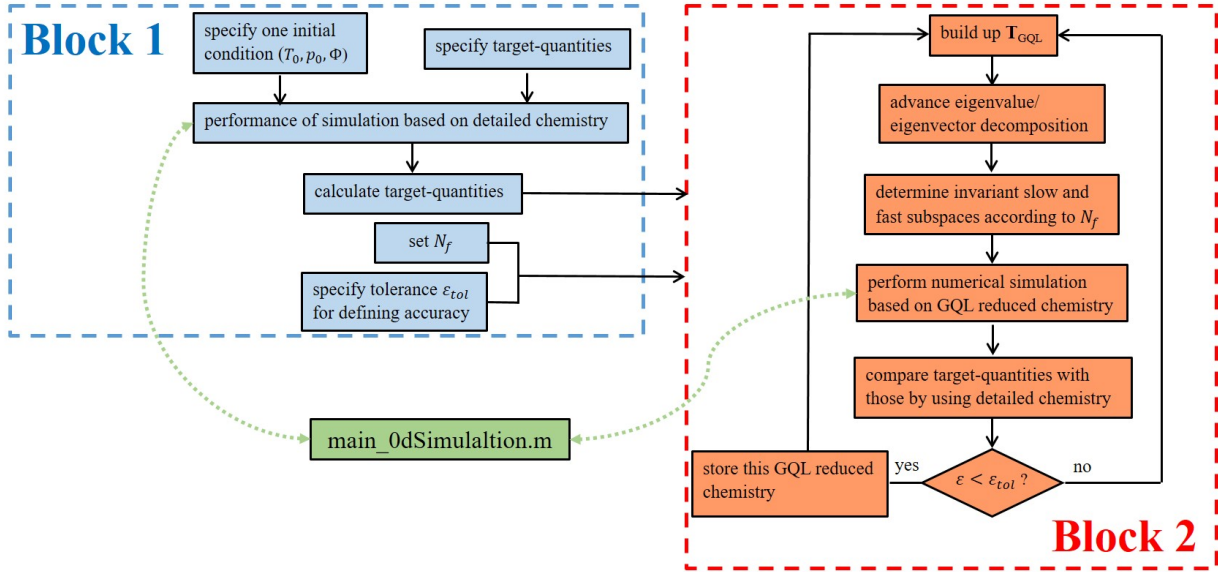 Block 1
specify one initial
condition (T₀, p₀, Φ)
specify target-quantities
performance of simulation based on detailed chemistry
calculate target-quantities
set N_f
specify tolerance ε_tol
for defining accuracy
main_0dSimulaltion.m
build up T_GQL
advance eigenvalue/
eigenvector decomposition
determine invariant slow and
fast subspaces according to N_f
perform numerical simulation
based on GQL reduced chemistry
compare target-quantities with
those by using detailed chemistry
ε < ε_tol ?
yes
no
store this GQL reduced
chemistry
Block 2